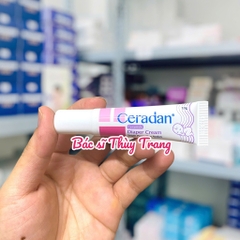 Ceradan®
Diaper Cream
Bác sĩ Thùy Trang